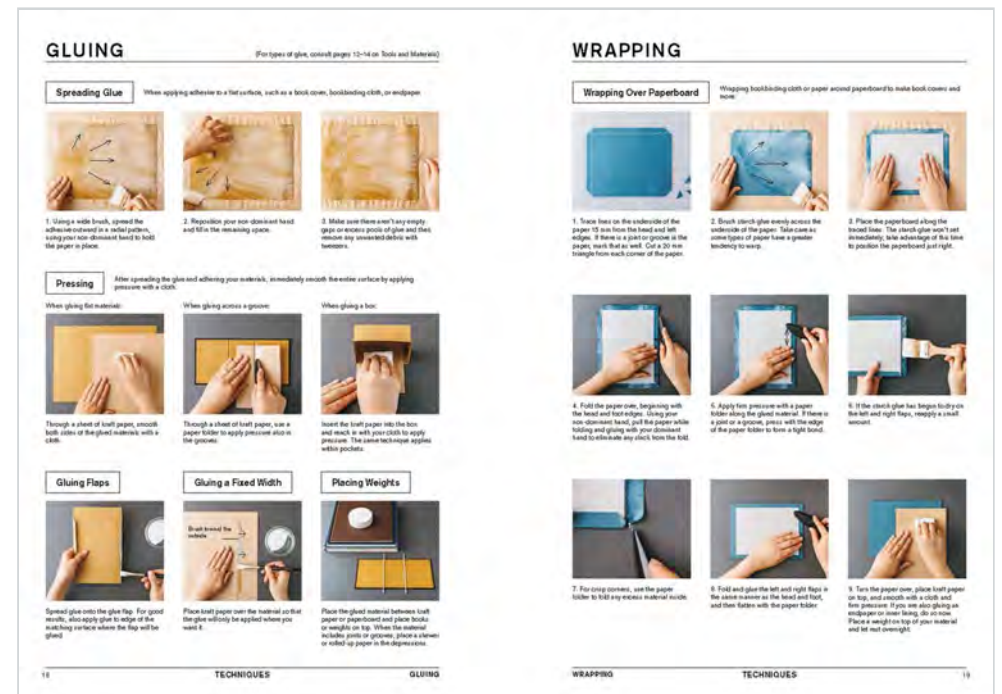 GLUING
(For types of glue, consult pages 12–14 on Tools and Materials)
Spreading Glue
When applying adhesive to a flat surface, such as a book cover, bookbinding cloth, or endpaper.
1. Using a wide brush, spread the
adhesive outward in a radial pattern,
using your non-dominant hand to hold
the paper in place.
2. Reposition your non-dominant hand
and fill in the remaining space.
3. Make sure there aren't any empty
gaps or excess pools of glue and then
remove any unwanted debris with
tweezers.
Pressing
After spreading the glue and adhering your materials, immediately smooth the entire surface by applying
pressure with a cloth.
When gluing flat materials:
Through a sheet of kraft paper, smooth
both sides of the glued materials with a
cloth.
When gluing across a groove:
Through a sheet of kraft paper, use a
paper folder to apply pressure also in
the grooves.
When gluing a box:
Insert the kraft paper into the box
and reach in with your cloth to apply
pressure. The same technique applies
within pockets.
Gluing Flaps
Spread glue onto the glue flap. For good
results, also apply glue to edge of the
matching surface where the flap will be
glued.
Gluing a Fixed Width
Brush toward the
outside
Place kraft paper over the material so that
the glue will only be applied where you
want it.
Placing Weights
Place the glued material between kraft
paper or paperboard and place books
or weights on top. When the material
includes joints or grooves, place a skewer
or rolled-up paper in the depressions.
18
TECHNIQUES
GLUING
WRAPPING
Wrapping Over Paperboard
Wrapping bookbinding cloth or paper around paperboard to make book covers and
more.
1. Trace lines on the underside of the
paper 15 mm from the head and left
edges. If there is a joint or groove in the
paper, mark that as well. Cut a 20 mm
triangle from each corner of the paper.
2. Brush starch glue evenly across the
underside of the paper. Take care as
some types of paper have a greater
tendency to warp.
3. Place the paperboard along the
traced lines. The starch glue won't set
immediately; take advantage of this time
to position the paperboard just right.
4. Fold the paper over, beginning with
the head and foot edges. Using your
non-dominant hand, pull the paper while
folding and gluing with your dominant
hand to eliminate any slack from the fold.
5. Apply firm pressure with a paper
folder along the glued material. If there is
a joint or a groove, press with the edge
of the paper folder to form a tight bond.
6. If the starch glue has begun to dry on
the left and right flaps, reapply a small
amount.
7. For crisp corners, use the paper
folder to fold any excess material inside.
8. Fold and glue the left and right flaps in
the same manner as the head and foot,
and then flatten with the paper folder.
9. Turn the paper over, place kraft paper
on top, and smooth with a cloth and
firm pressure. If you are also gluing an
endpaper or inner lining, do so now.
Place a weight on top of your material
and let rest overnight.
WRAPPING
TECHNIQUES
19